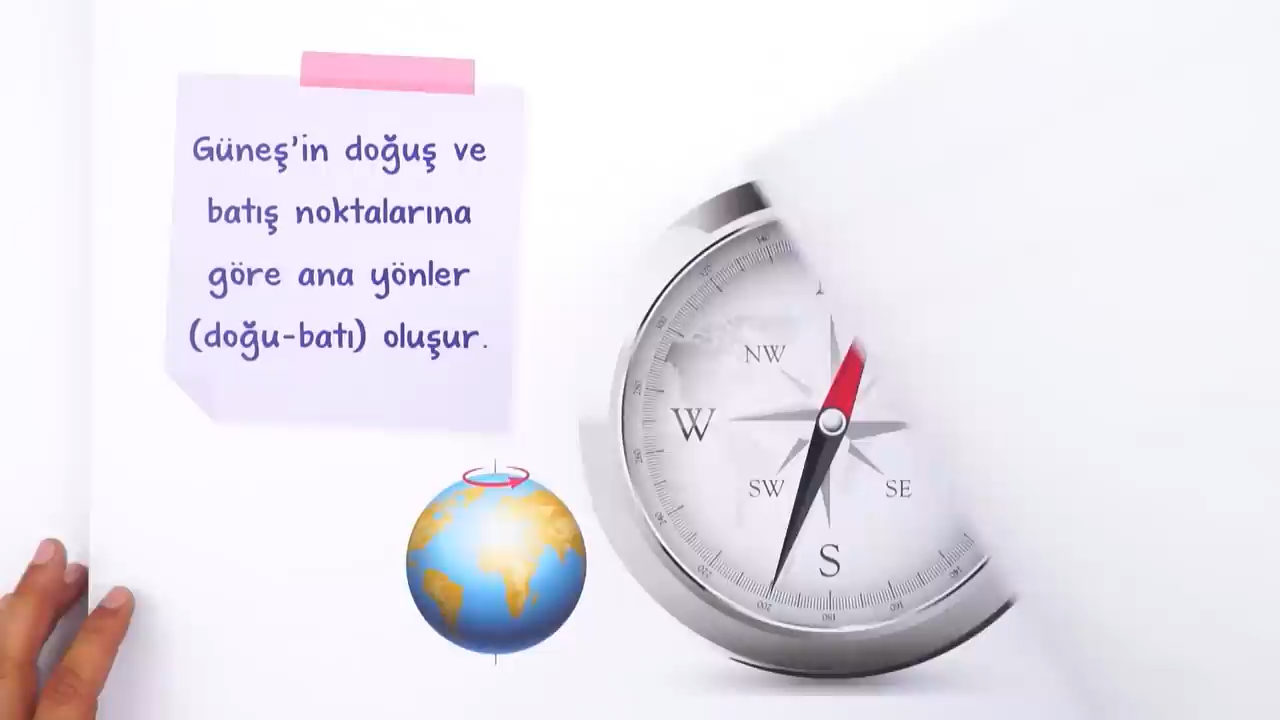 Güneş'in doğuş ve
batış noktalarına
göre ana yönler
(doğu-batı) oluşur.
NW
W
SW
SE
S